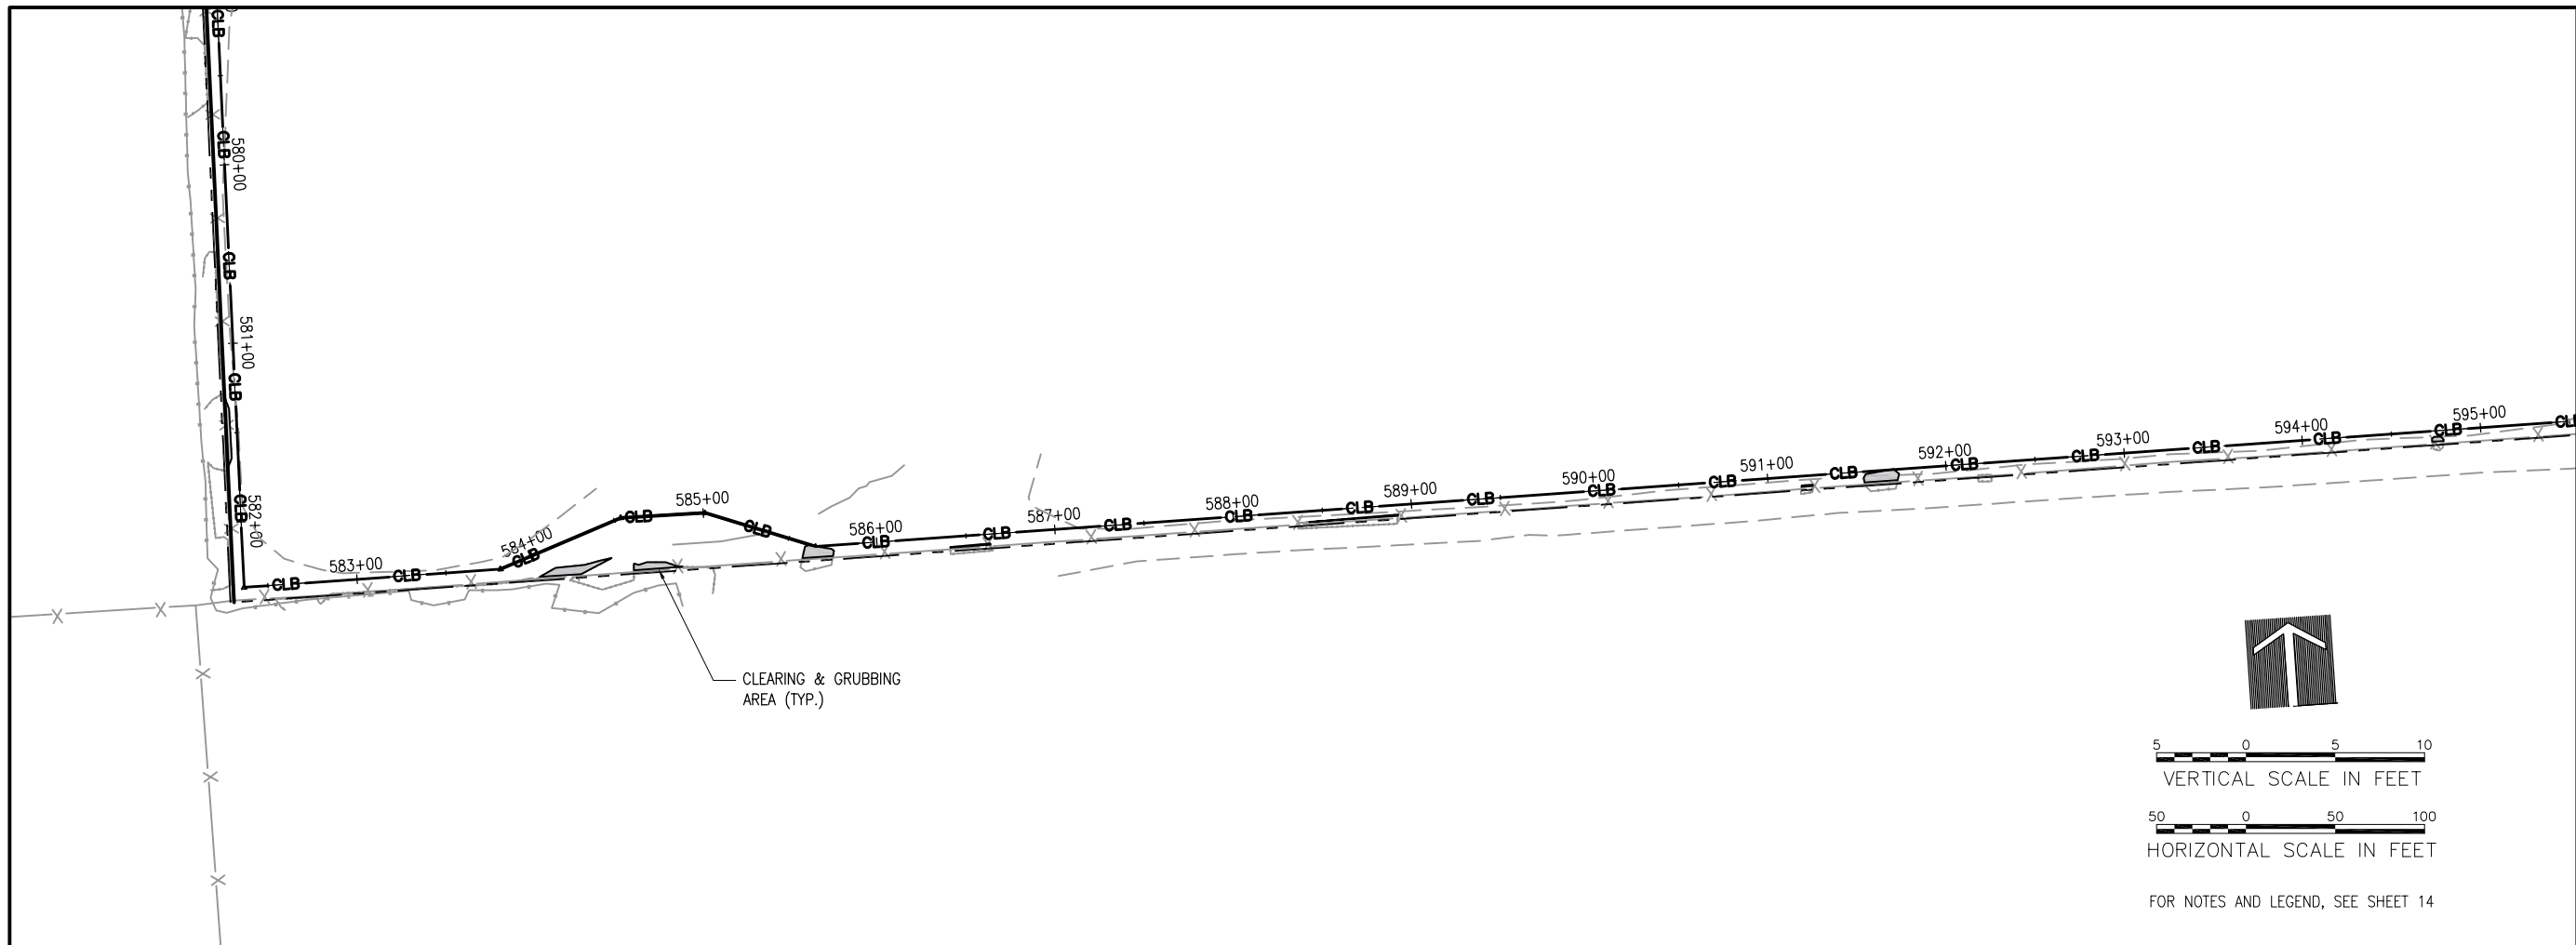 CLB
CLB
580+00
CLB
581+00
CLB
CLB
582+00
CLB
583+00
CLB
584+00
CLB
CLB
585+00
CLB
586+00
CLB
CLB
587+00
CLB
588+00
CLB
CLB
589+00
CLB
590+00
CLB
CLB
591+00
CLB
592+00
CLB
CLB
593+00
CLB
594+00
CLB
CLB
595+00
CLB
CLEARING & GRUBBING
AREA (TYP.)
5 0 5 10
VERTICAL SCALE IN FEET
50 0 50 100
HORIZONTAL SCALE IN FEET
FOR NOTES AND LEGEND, SEE SHEET 14